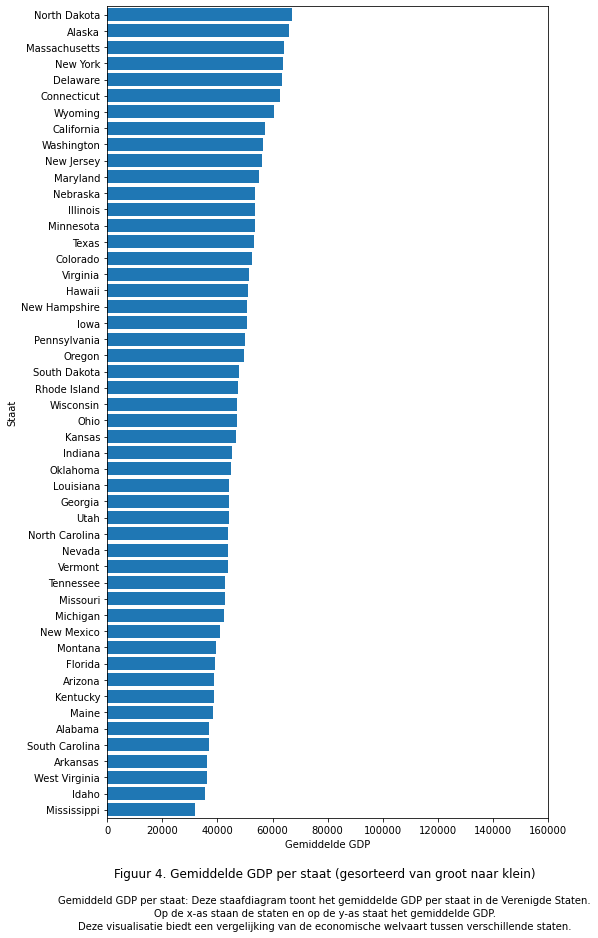 North Dakota
Alaska
Massachusetts
New York
Delaware
Connecticut
Wyoming
California
Washington
New Jersey
Maryland
Nebraska
Illinois
Minnesota
Texas
Colorado
Virginia
Hawaii
New Hampshire
Iowa
Pennsylvania
Oregon
South Dakota
Rhode Island
Wisconsin
Ohio
Kansas
Indiana
Oklahoma
Louisiana
Georgia
Utah
North Carolina
Nevada
Vermont
Tennessee
Missouri
Michigan
New Mexico
Montana
Florida
Arizona
Kentucky
Maine
Alabama
South Carolina
Arkansas
West Virginia
Idaho
Mississippi
Staat
0 20000 40000 60000 80000 100000 120000 140000 160000
Gemiddelde GDP
Figuur 4. Gemiddelde GDP per staat (gesorteerd van groot naar klein)
Gemiddeld GDP per staat: Deze staafdiagram toont het gemiddelde GDP per staat in de Verenigde Staten.
Op de x-as staan de staten en op de y-as staat het gemiddelde GDP.
Deze visualisatie biedt een vergelijking van de economische welvaart tussen verschillende staten.